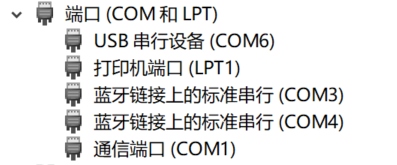 端口 (COM 和 LPT)
USB 串行设备 (COM6)
打印机端口 (LPT1)
蓝牙链接上的标准串行 (COM3)
蓝牙链接上的标准串行 (COM4)
通信端口 (COM1)